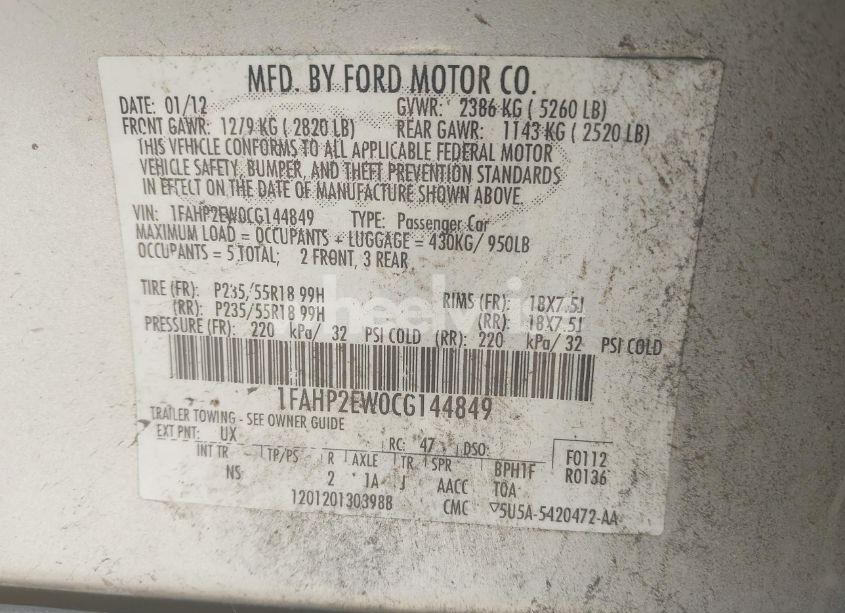 MFD. BY FORD MOTOR CO.
DATE: 01/12 GVWR: 2386 KG ( 5260 LB)
FRONT GAWR: 1279 KG ( 2820 LB) REAR GAWR: 1143 KG ( 2520 LB)
THIS VEHICLE CONFORMS TO ALL APPLICABLE FEDERAL MOTOR
VEHICLE SAFETY, BUMPER, AND THEFT PREVENTION STANDARDS
IN EFFECT ON THE DATE OF MANUFACTURE SHOWN ABOVE.
VIN: 1FAHP2EW0CG144849 TYPE: Passenger Car
MAXIMUM LOAD = OCCUPANTS + LUGGAGE = 430KG/ 950LB
OCCUPANTS = 5 TOTAL; 2 FRONT, 3 REAR
TIRE (FR): P235/55R18 99H RIMS (FR): 18X7.5J
(RR): P235/55R18 99H (RR): 18X7.5J
PRESSURE (FR): 220 kPa/ 32 PSI COLD (RR): 220 kPa/ 32 PSI COLD
1FAHP2EW0CG144849
TRAILER TOWING - SEE OWNER GUIDE
EXT PNT: UX RC: 47 DSO: F0112
INT TR TP/PS R AXLE TR SPR BPH1F R0136
NS 2 1A J AACC TOA
12012013039BB CMC ▽5U5A-5420472-AA